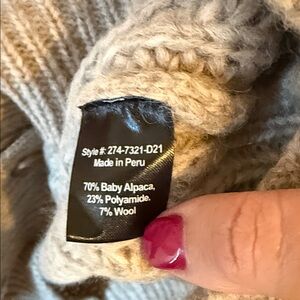 Style #: 274-7321-D21
Made in Peru
70% Baby Alpaca,
23% Polyamide.
7% Wool